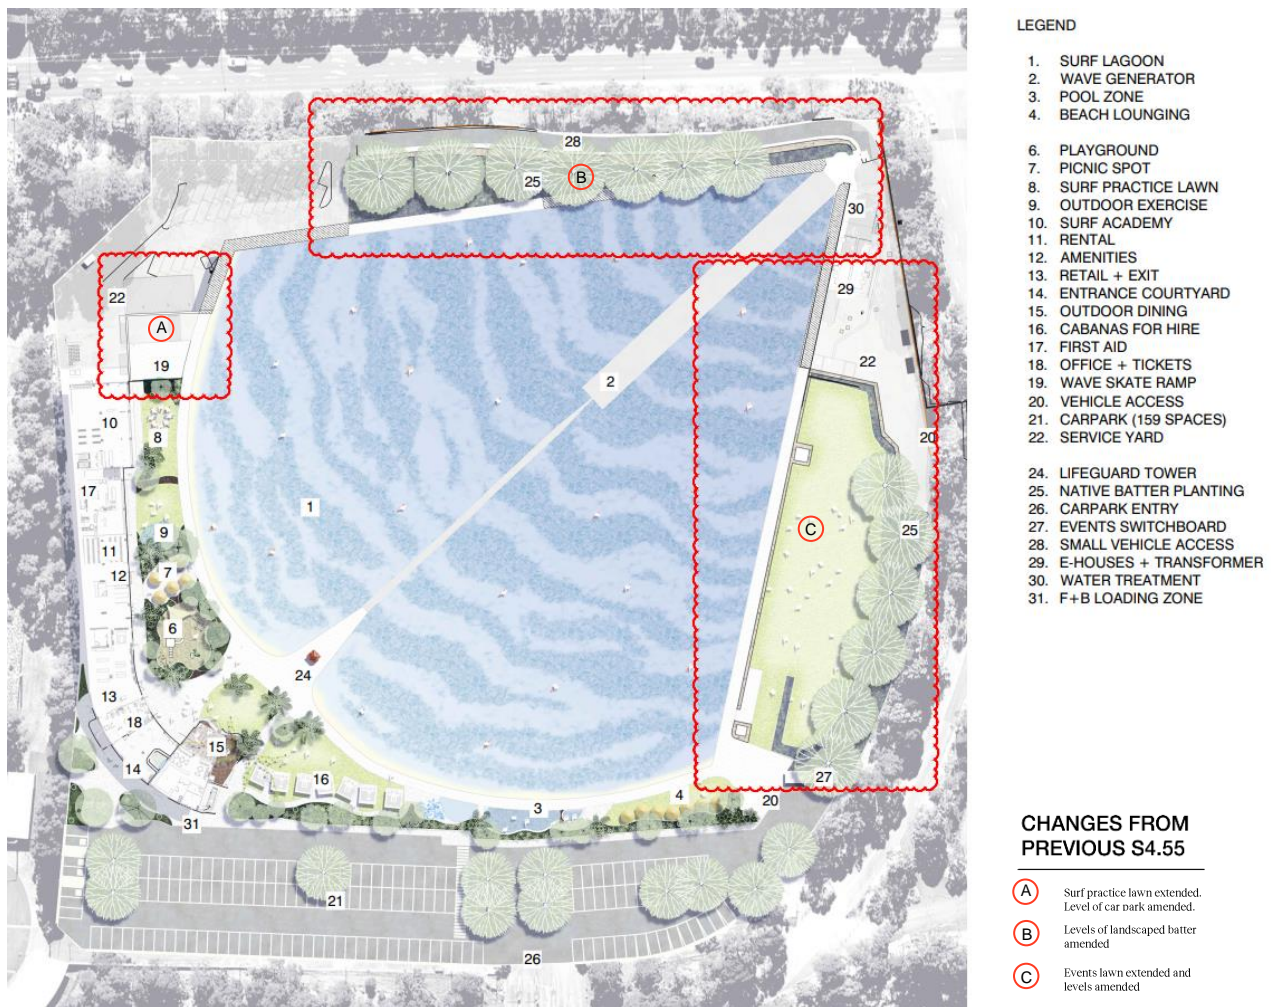 LEGEND
1. SURF LAGOON
2. WAVE GENERATOR
3. POOL ZONE
4. BEACH LOUNGING
6. PLAYGROUND
7. PICNIC SPOT
8. SURF PRACTICE LAWN
9. OUTDOOR EXERCISE
10. SURF ACADEMY
11. RENTAL
12. AMENITIES
13. RETAIL + EXIT
14. ENTRANCE COURTYARD
15. OUTDOOR DINING
16. CABANAS FOR HIRE
17. FIRST AID
18. OFFICE + TICKETS
19. WAVE SKATE RAMP
20. VEHICLE ACCESS
21. CARPARK (159 SPACES)
22. SERVICE YARD
24. LIFEGUARD TOWER
25. NATIVE BATTER PLANTING
26. CARPARK ENTRY
27. EVENTS SWITCHBOARD
28. SMALL VEHICLE ACCESS
29. E-HOUSES + TRANSFORMER
30. WATER TREATMENT
31. F+B LOADING ZONE
28
25
B
30
22
29
A
19
22
2
10
8
20
17
1
C
25
9
11
12
7
6
24
13
18
15
14
16
27
4
20
3
31
21
26
CHANGES FROM
PREVIOUS S4.55
A Surf practice lawn extended.
Level of car park amended.
B Levels of landscaped batter
amended
C Events lawn extended and
levels amended